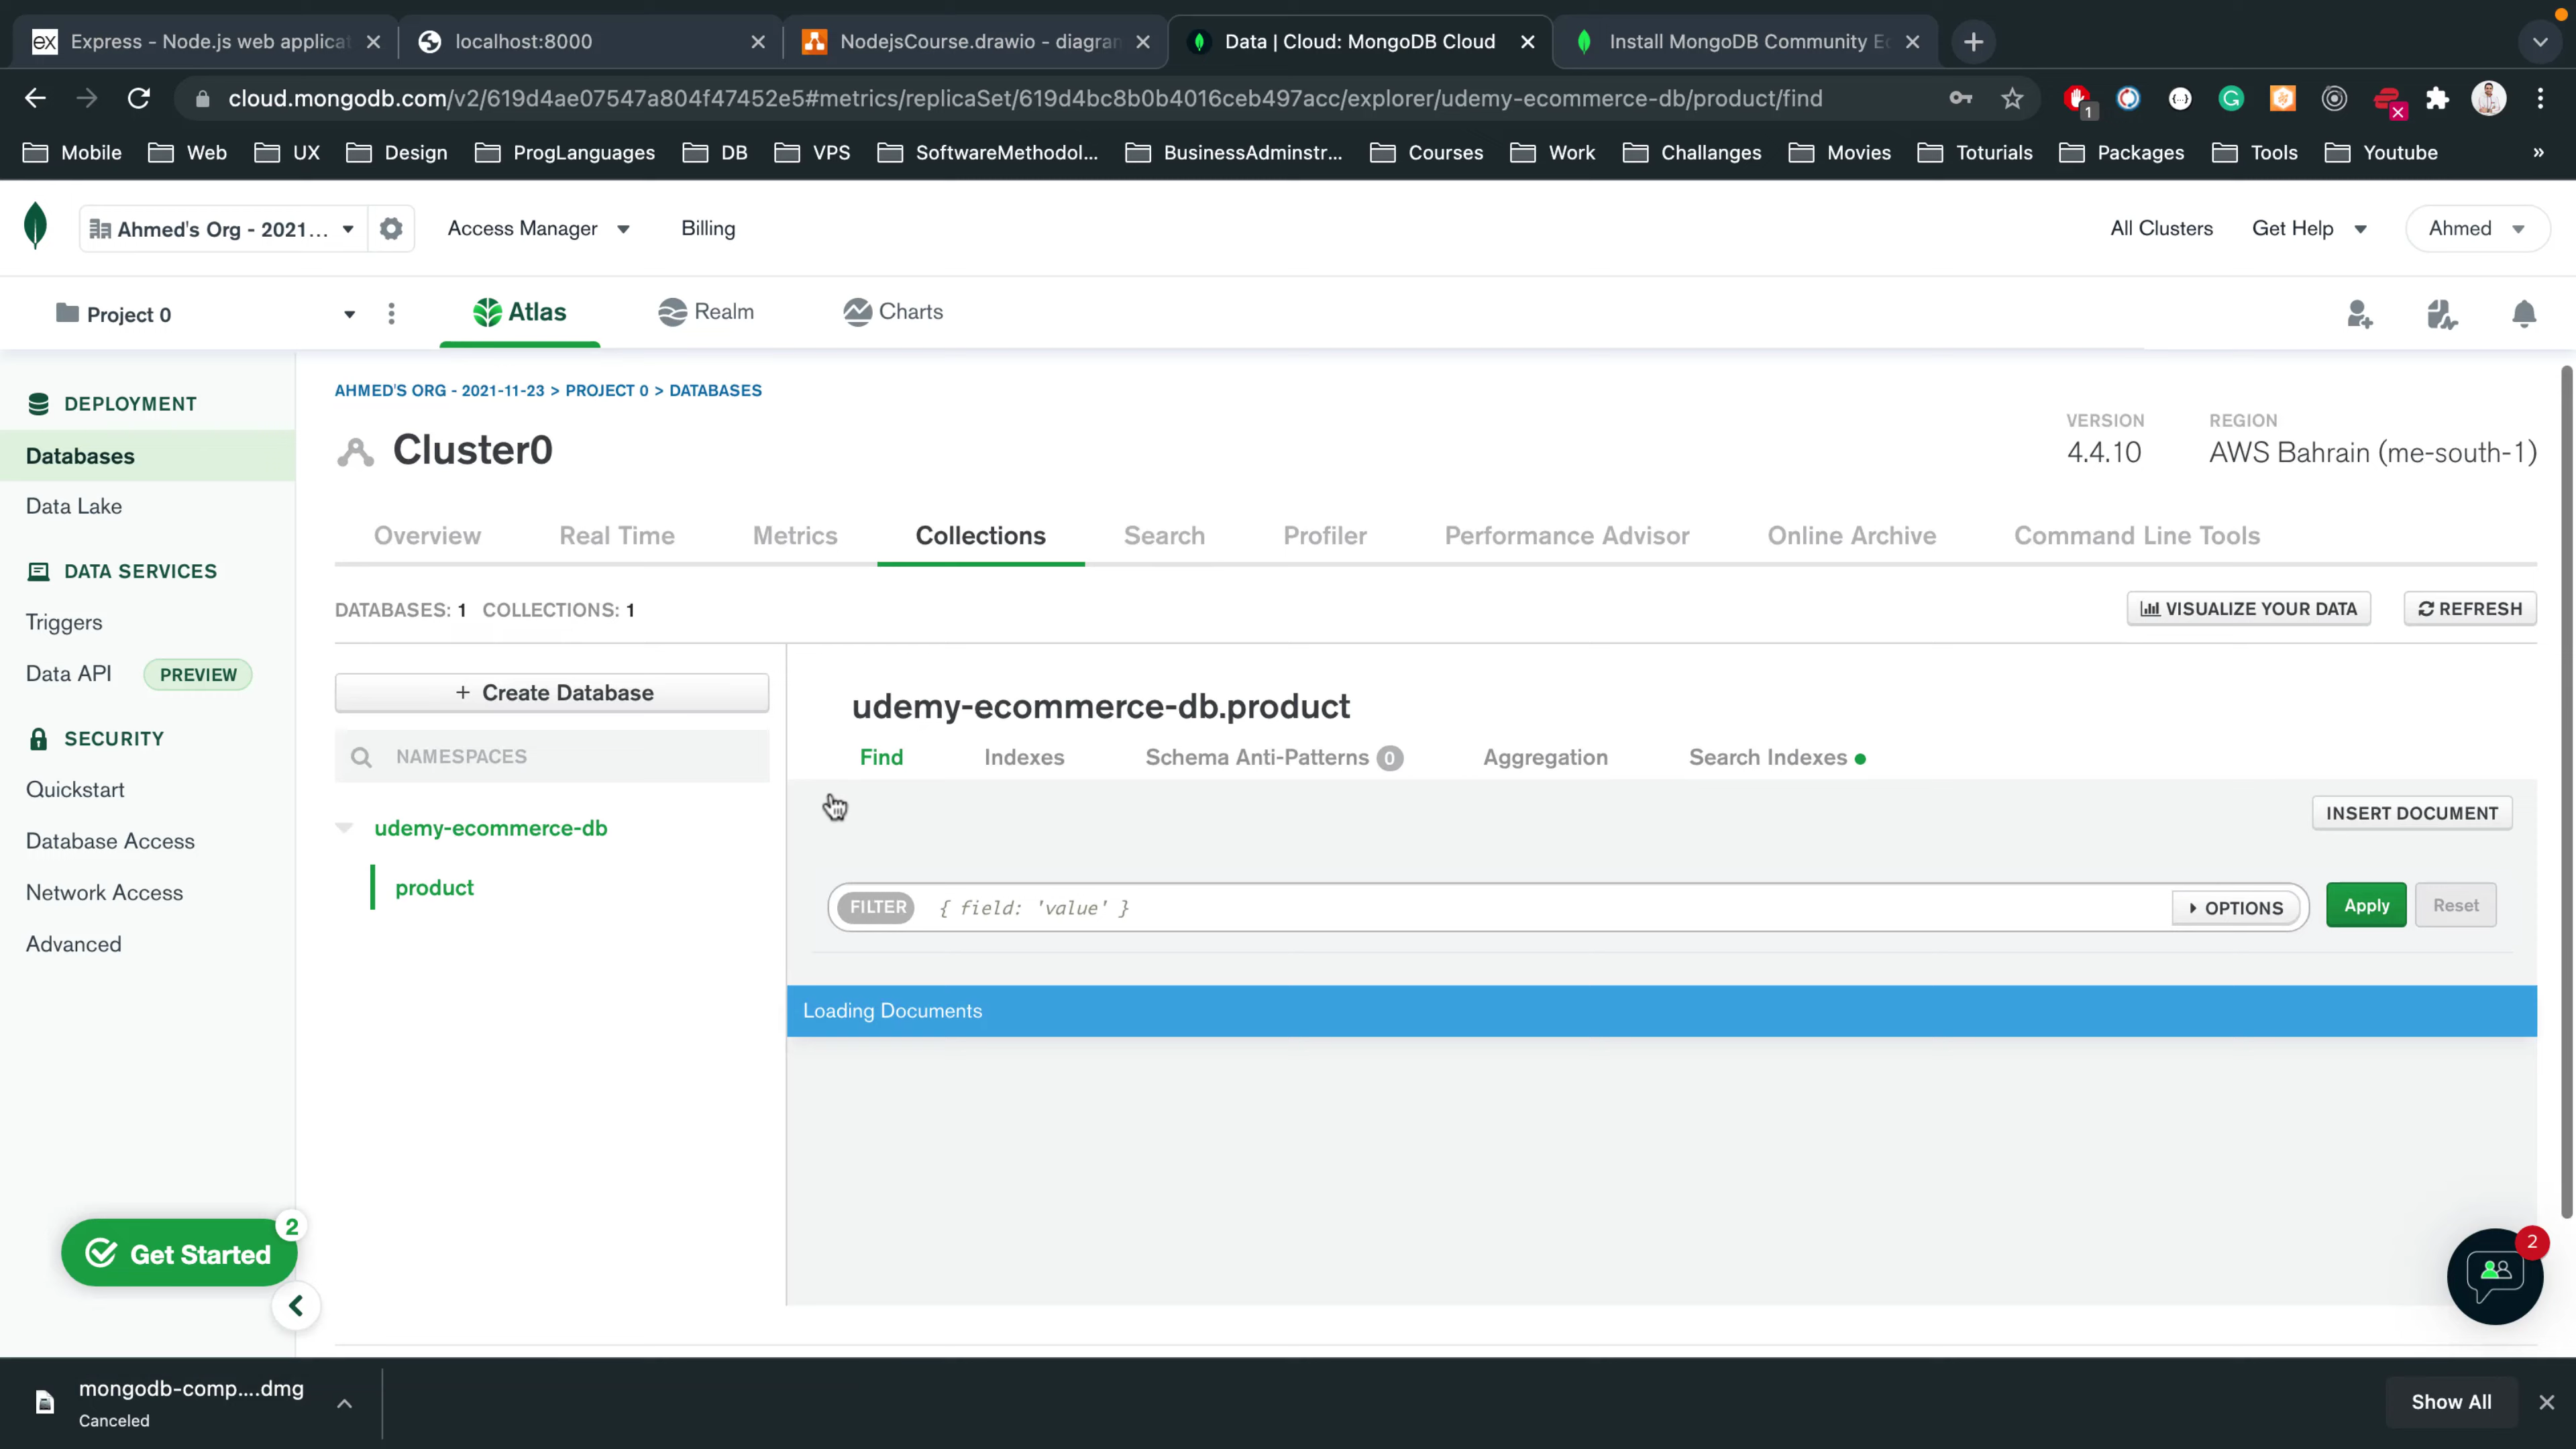 ex Express - Node.js web applicat
localhost:8000
NodejsCourse.drawio - diagram
Data | Cloud: MongoDB Cloud
Install MongoDB Community Ec
cloud.mongodb.com/v2/619d4ae07547a804f47452e5#metrics/replicaSet/619d4bc8b0b4016ceb497acc/explorer/udemy-ecommerce-db/product/find
1
Mobile Web UX Design ProgLanguages DB VPS SoftwareMethodol... BusinessAdminstr... Courses Work Challanges Movies Toturials Packages Tools Youtube »
Ahmed's Org - 2021... Access Manager Billing All Clusters Get Help Ahmed
Project 0 Atlas Realm Charts
DEPLOYMENT
Databases
Data Lake
DATA SERVICES
Triggers
Data API PREVIEW
SECURITY
Quickstart
Database Access
Network Access
Advanced
Get Started 2
AHMED'S ORG - 2021-11-23 > PROJECT 0 > DATABASES
Cluster0
VERSION
4.4.10
REGION
AWS Bahrain (me-south-1)
Overview Real Time Metrics Collections Search Profiler Performance Advisor Online Archive Command Line Tools
DATABASES: 1 COLLECTIONS: 1
VISUALIZE YOUR DATA REFRESH
+ Create Database
NAMESPACES
udemy-ecommerce-db
product
udemy-ecommerce-db.product
Find Indexes Schema Anti-Patterns 0 Aggregation Search Indexes
INSERT DOCUMENT
FILTER { field: 'value' } OPTIONS Apply Reset
Loading Documents
2
mongodb-comp....dmg
Canceled
Show All